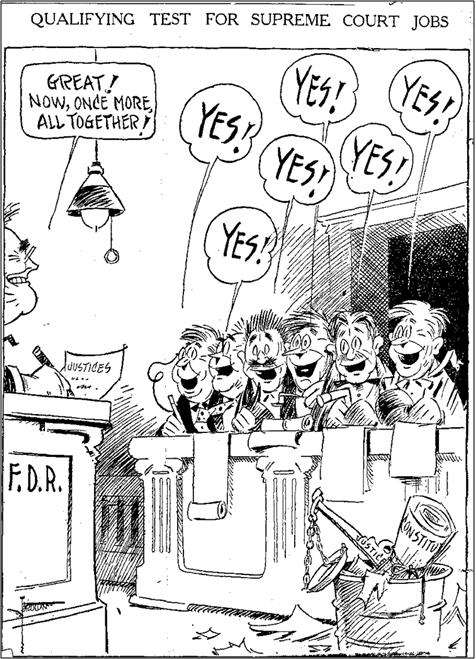 QUALIFYING TEST FOR SUPREME COURT JOBS
GREAT!
NOW, ONCE MORE,
ALL TOGETHER!
YES!
YES!
YES!
YES!
YES!
YES!
JUSTICES
F.D.R.
JUSTICE
CONSTITU